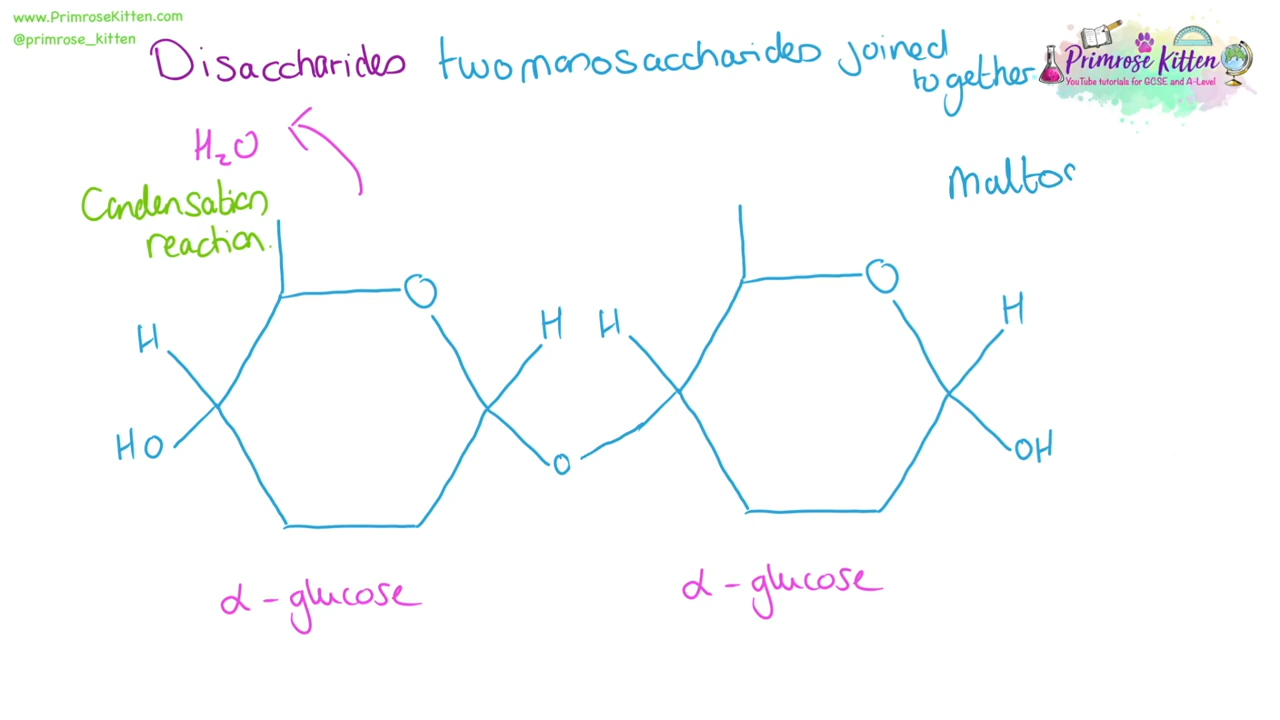 www.PrimroseKitten.com
@primrose_kitten
Disaccharides two monosaccharides joined
together
Primrose Kitten
YouTube tutorials for GCSE and A-Level
H₂O
Condensation
reaction.
Maltos
O
O
H
H
H
H
HO
O
OH
α - glucose
α - glucose